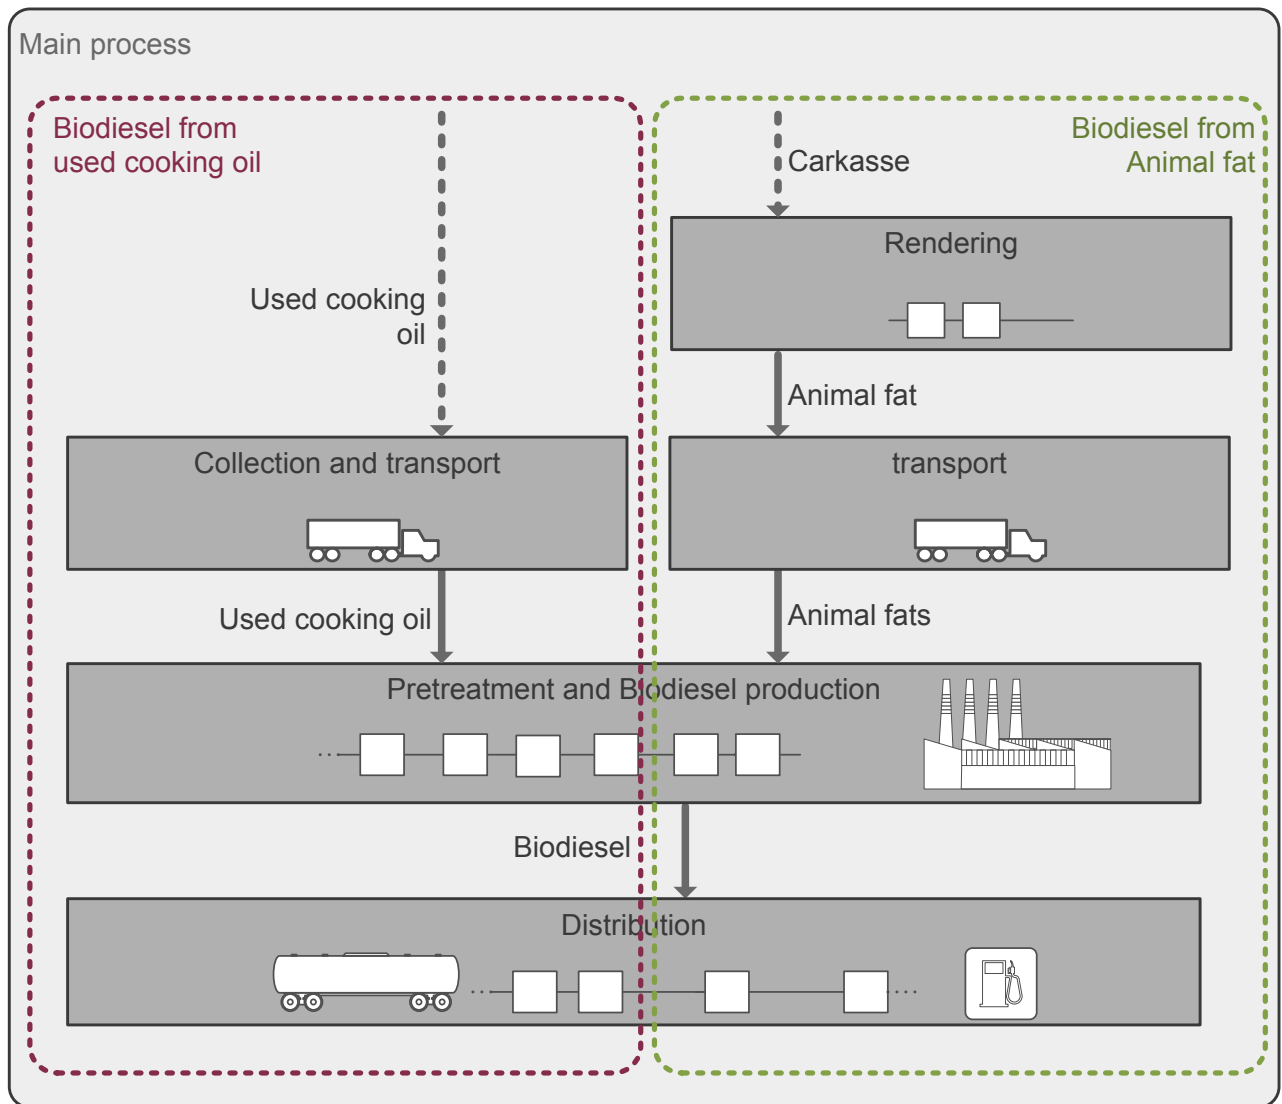 Main process
Biodiesel from
used cooking oil
Biodiesel from
Animal fat
Carkasse
Rendering
Used cooking
oil
Animal fat
Collection and transport
transport
Used cooking oil
Animal fats
Pretreatment and Biodiesel production
Biodiesel
Distribution